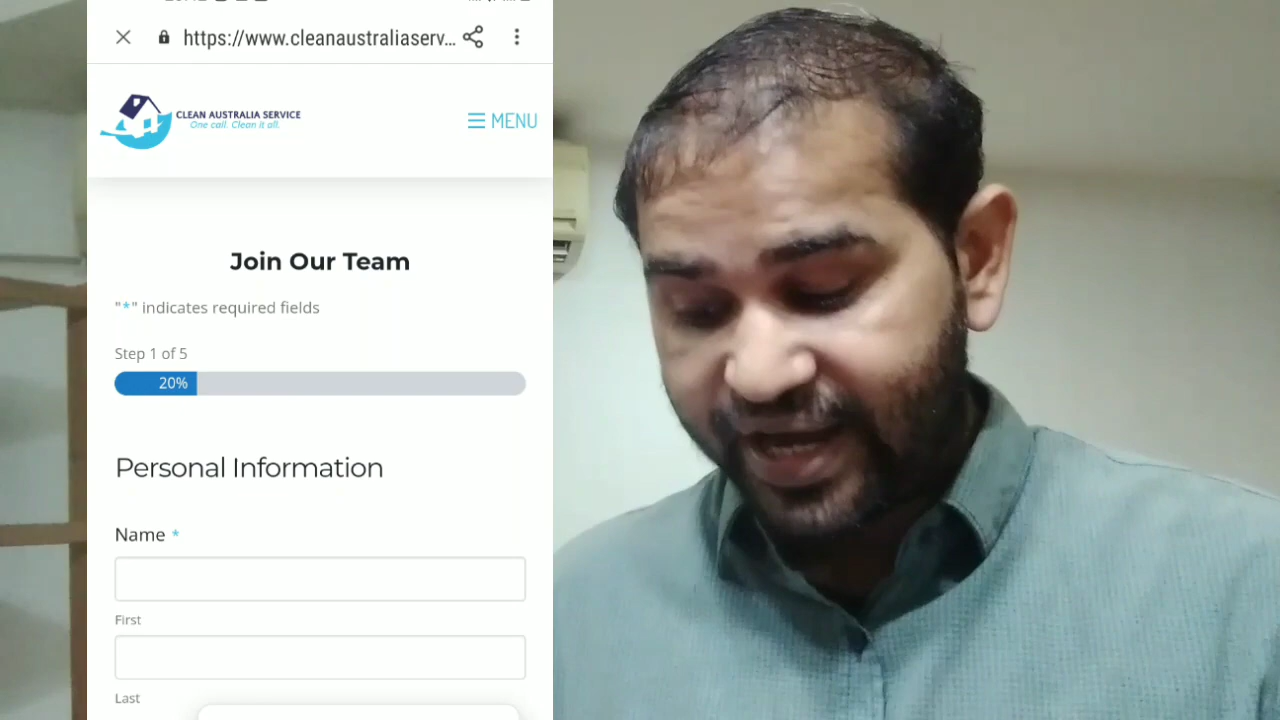 https://www.cleanaustraliaserv...
CLEAN AUSTRALIA SERVICE
One call. Clean it all.
MENU
Join Our Team
"*" indicates required fields
Step 1 of 5
20%
Personal Information
Name *
First
Last